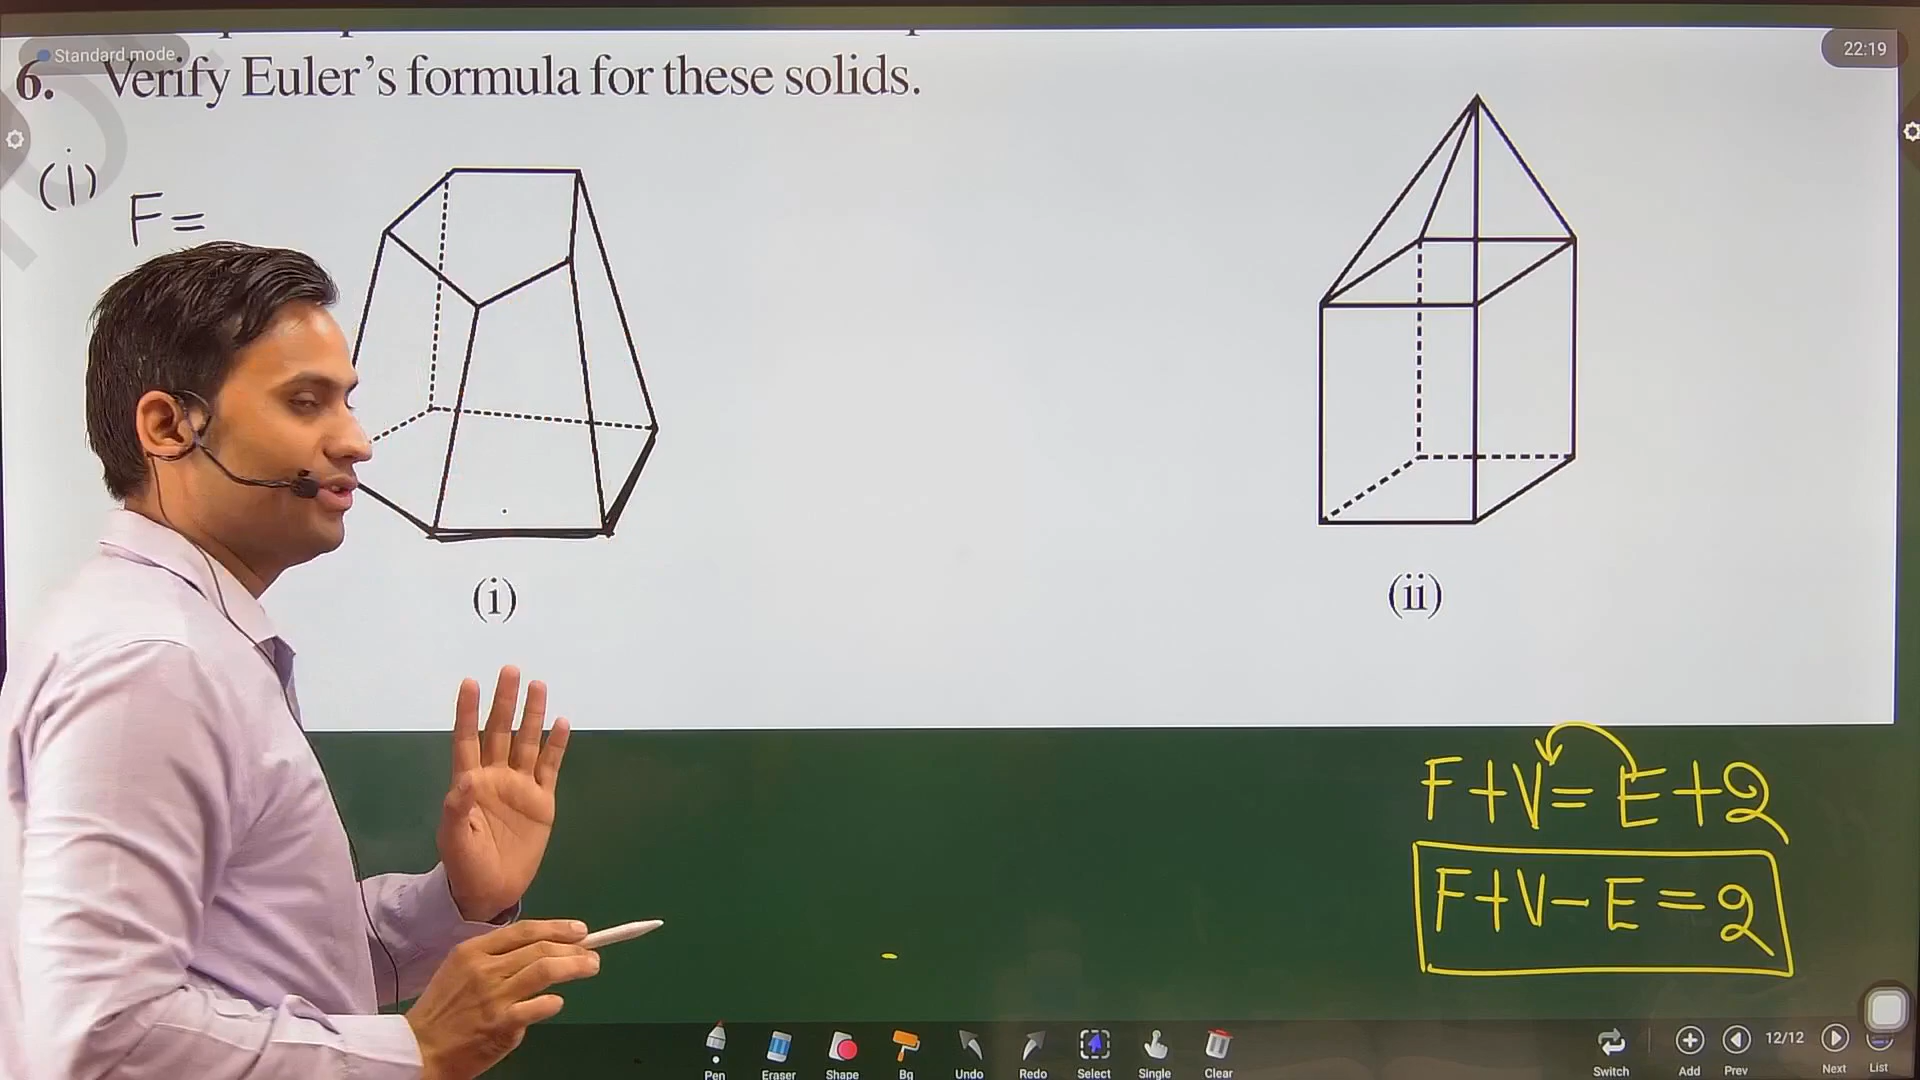 Standard mode
22:19
6. Verify Euler's formula for these solids.
(i)
F=
(i)
(ii)
F+V=E+2
F+V-E=2
Pen Eraser Shape Bg Undo Redo Select Single Clear Switch Add Prev 12/12 Next List